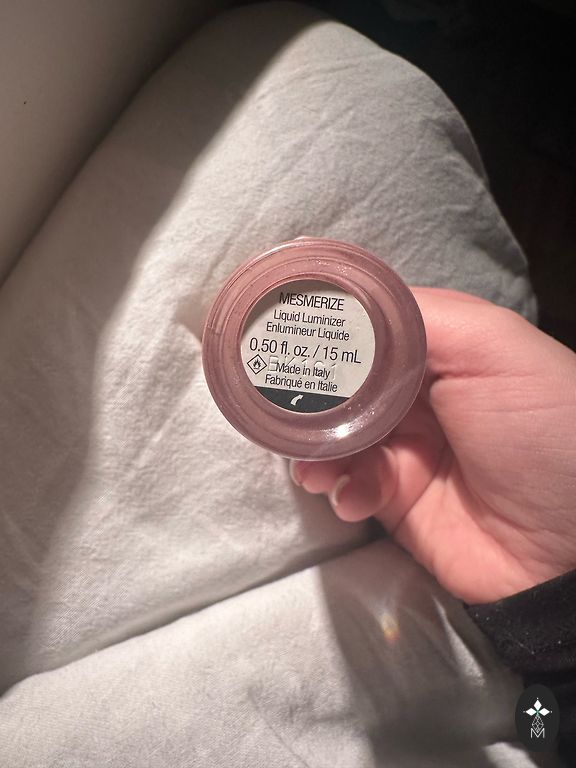 MESMERIZE
Liquid Luminizer
Enlumineur Liquide
0.50 fl. oz. / 15 mL
Made in Italy
Fabriqué en Italie
M